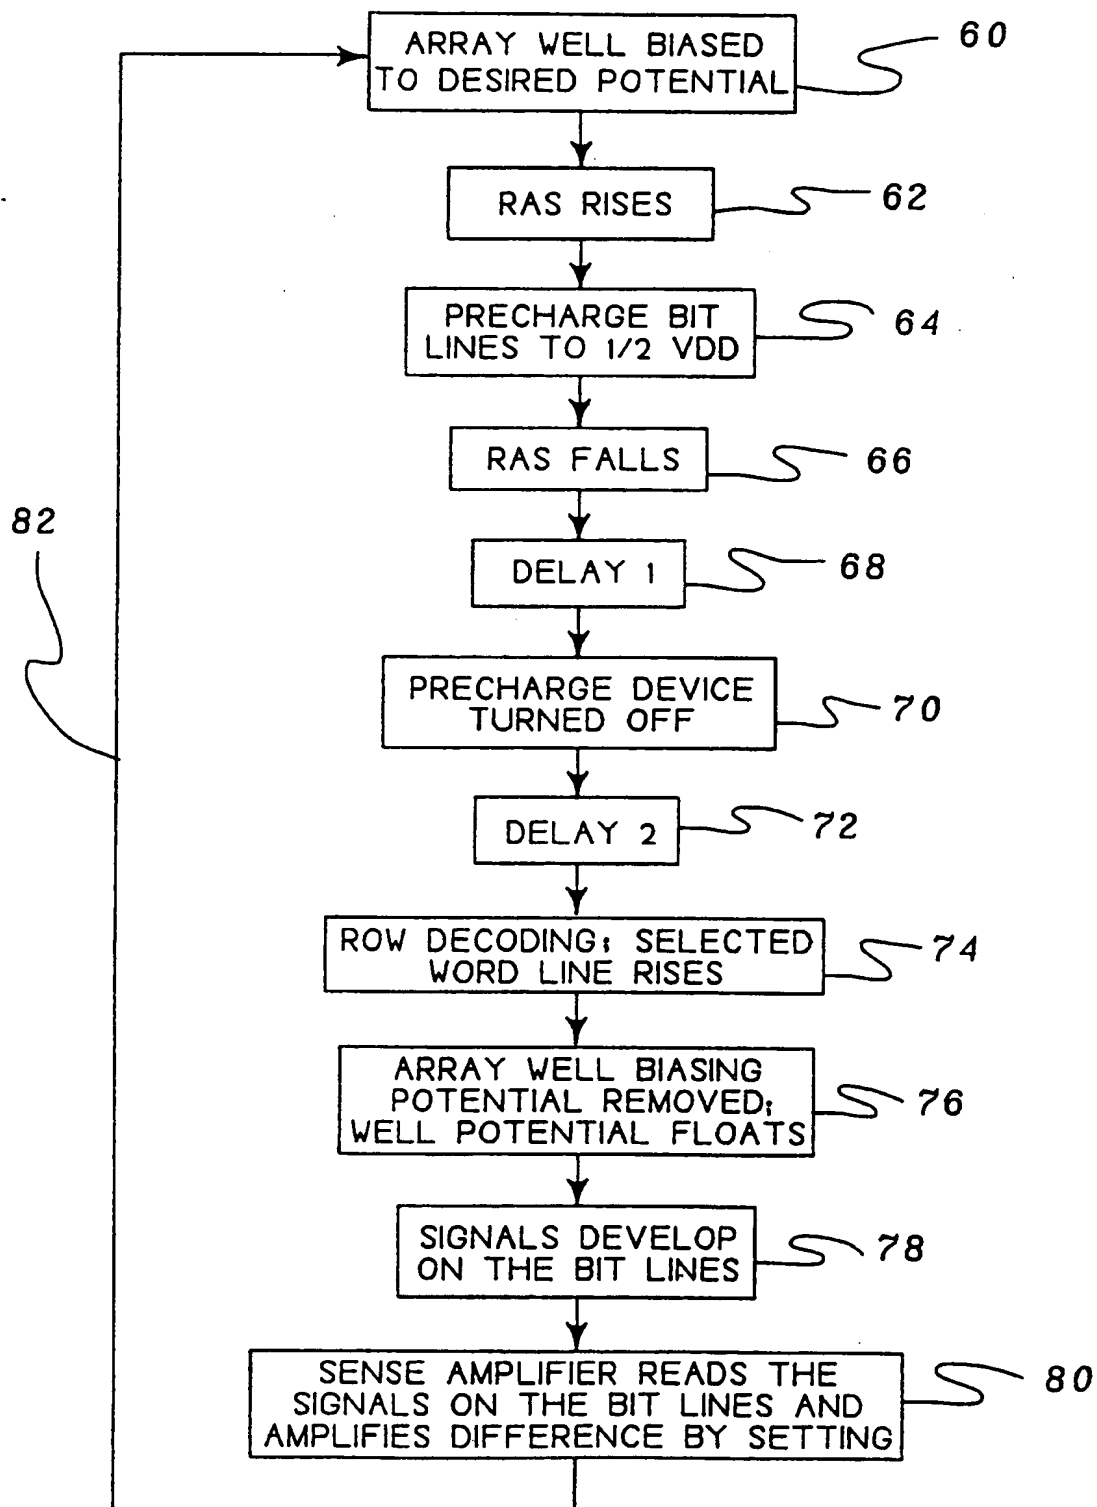 ARRAY WELL BIASED
TO DESIRED POTENTIAL
60
RAS RISES
62
PRECHARGE BIT
LINES TO 1/2 VDD
64
RAS FALLS
66
82
DELAY 1
68
PRECHARGE DEVICE
TURNED OFF
70
DELAY 2
72
ROW DECODING; SELECTED
WORD LINE RISES
74
ARRAY WELL BIASING
POTENTIAL REMOVED;
WELL POTENTIAL FLOATS
76
SIGNALS DEVELOP
ON THE BIT LINES
78
SENSE AMPLIFIER READS THE
SIGNALS ON THE BIT LINES AND
AMPLIFIES DIFFERENCE BY SETTING
80